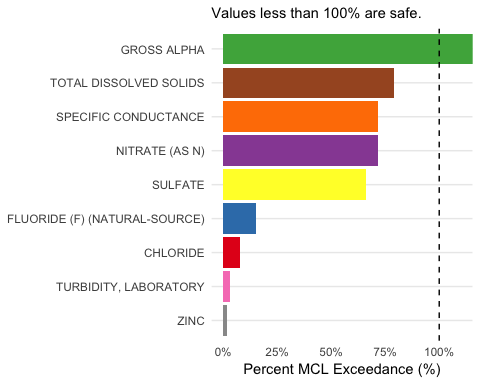 Values less than 100% are safe.
GROSS ALPHA
TOTAL DISSOLVED SOLIDS
SPECIFIC CONDUCTANCE
NITRATE (AS N)
SULFATE
FLUORIDE (F) (NATURAL-SOURCE)
CHLORIDE
TURBIDITY, LABORATORY
ZINC
0% 25% 50% 75% 100%
Percent MCL Exceedance (%)